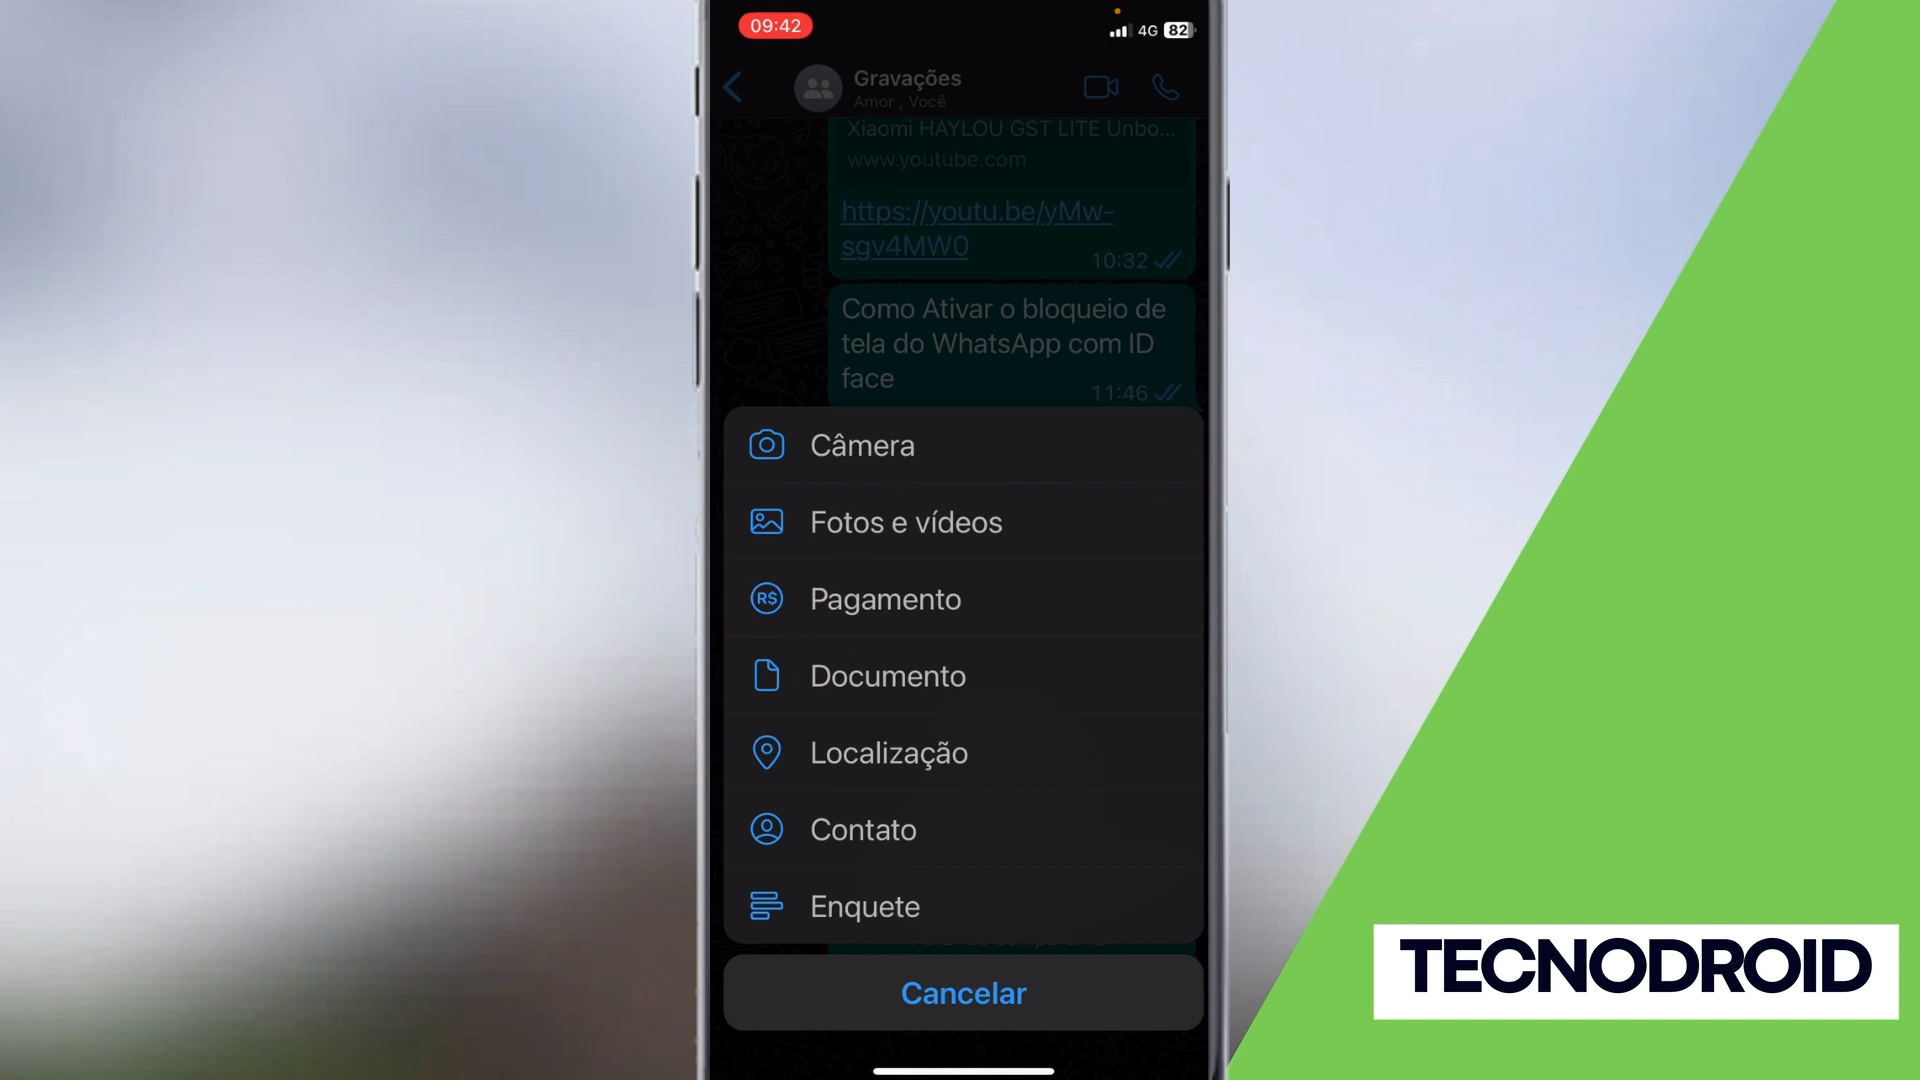 09:42
4G 82
Gravações
Amor , Você
Xiaomi HAYLOU GST LITE Unbo...
www.youtube.com
https://youtu.be/yMw-
sgv4MW0
10:32
Como Ativar o bloqueio de
tela do WhatsApp com ID
face
11:46
Câmera
Fotos e vídeos
R$ Pagamento
Documento
Localização
Contato
Enquete
Cancelar
TECNODROID